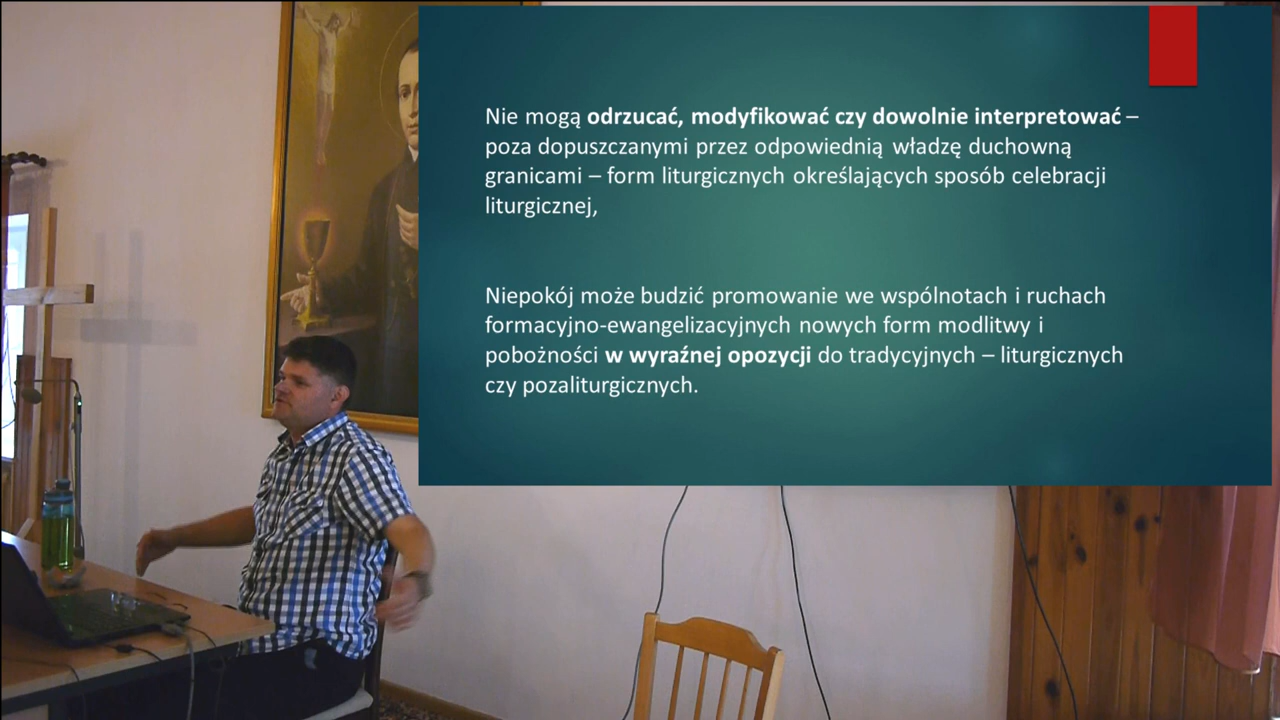 Nie mogą odrzucać, modyfikować czy dowolnie interpretować –
poza dopuszczanymi przez odpowiednią władzę duchowną
granicami – form liturgicznych określających sposób celebracji
liturgicznej,
Niepokój może budzić promowanie we wspólnotach i ruchach
formacyjno-ewangelizacyjnych nowych form modlitwy i
pobożności w wyraźnej opozycji do tradycyjnych – liturgicznych
czy pozaliturgicznych.